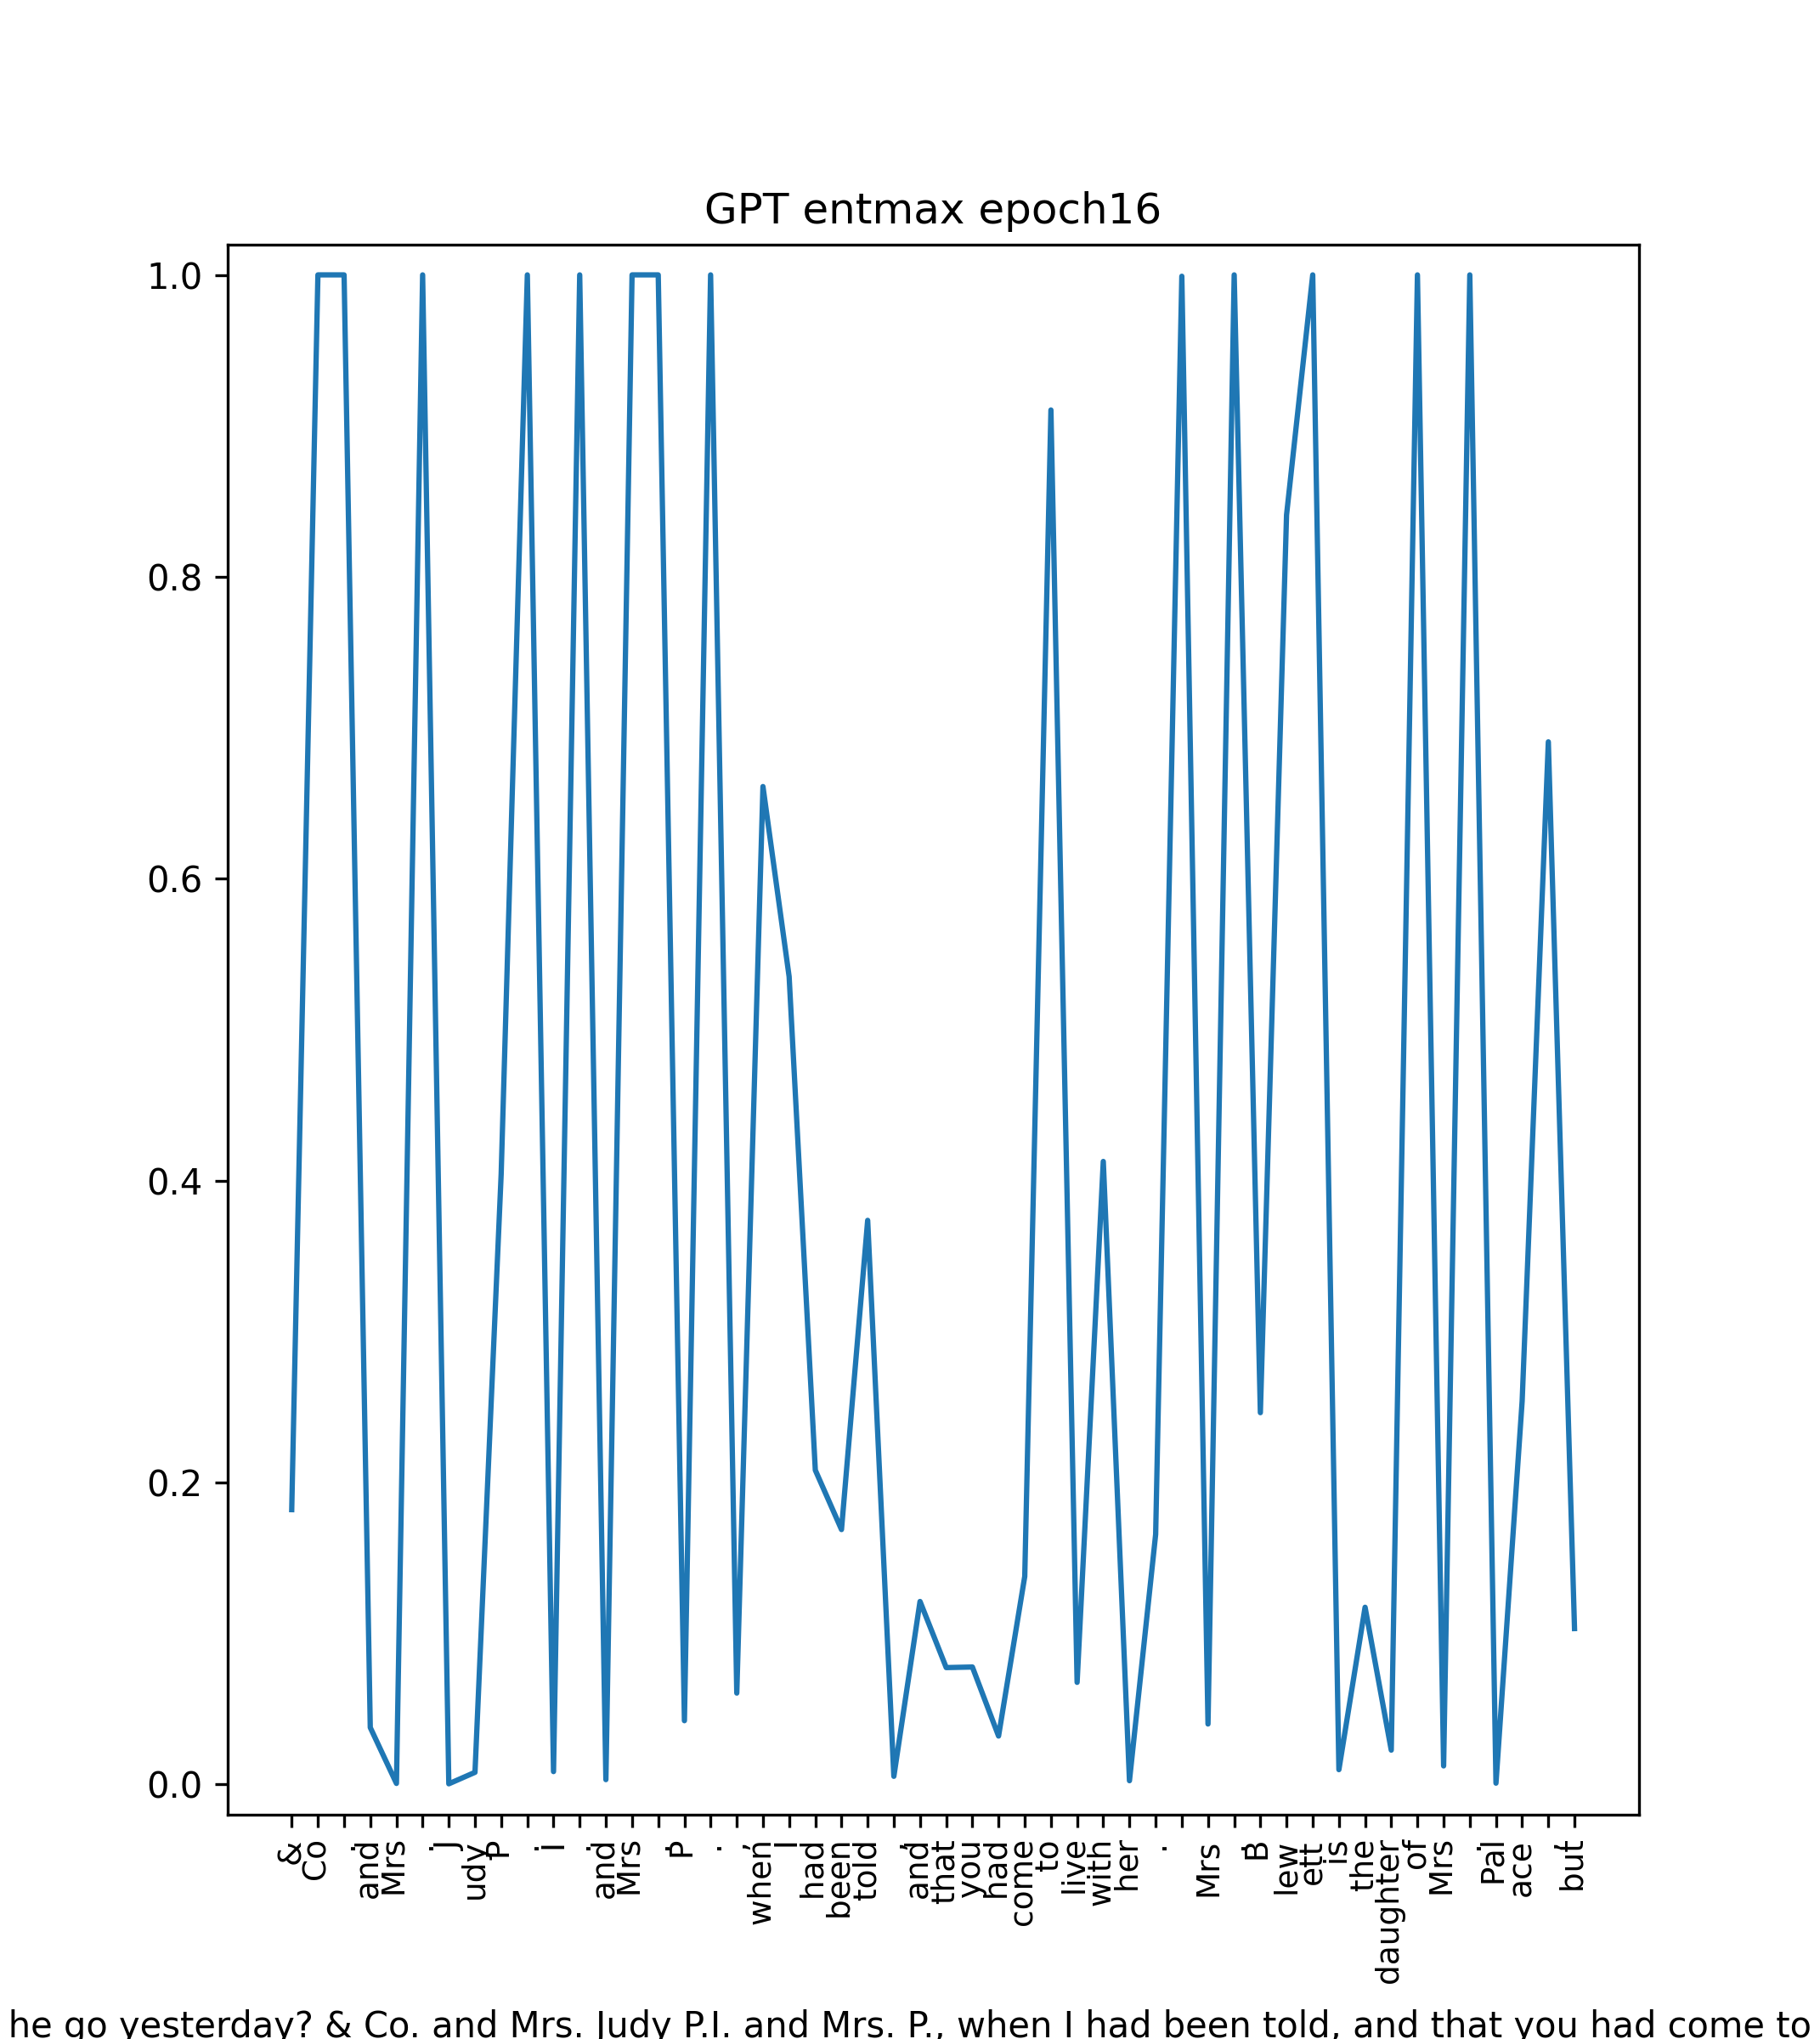 GPT entmax epoch16
1.0
0.8
0.6
0.4
0.2
0.0
&
Co
.
and
Mrs
.
J
udy
P
.
I
.
and
Mrs
.
P
.
,
when
I
had
been
told
,
and
that
you
had
come
to
live
with
her
.
Mrs
.
B
lew
ett
is
the
daughter
of
Mrs
.
Pal
ace
,
but
he go yesterday? & Co. and Mrs. Judy P.I. and Mrs. P., when I had been told, and that you had come to